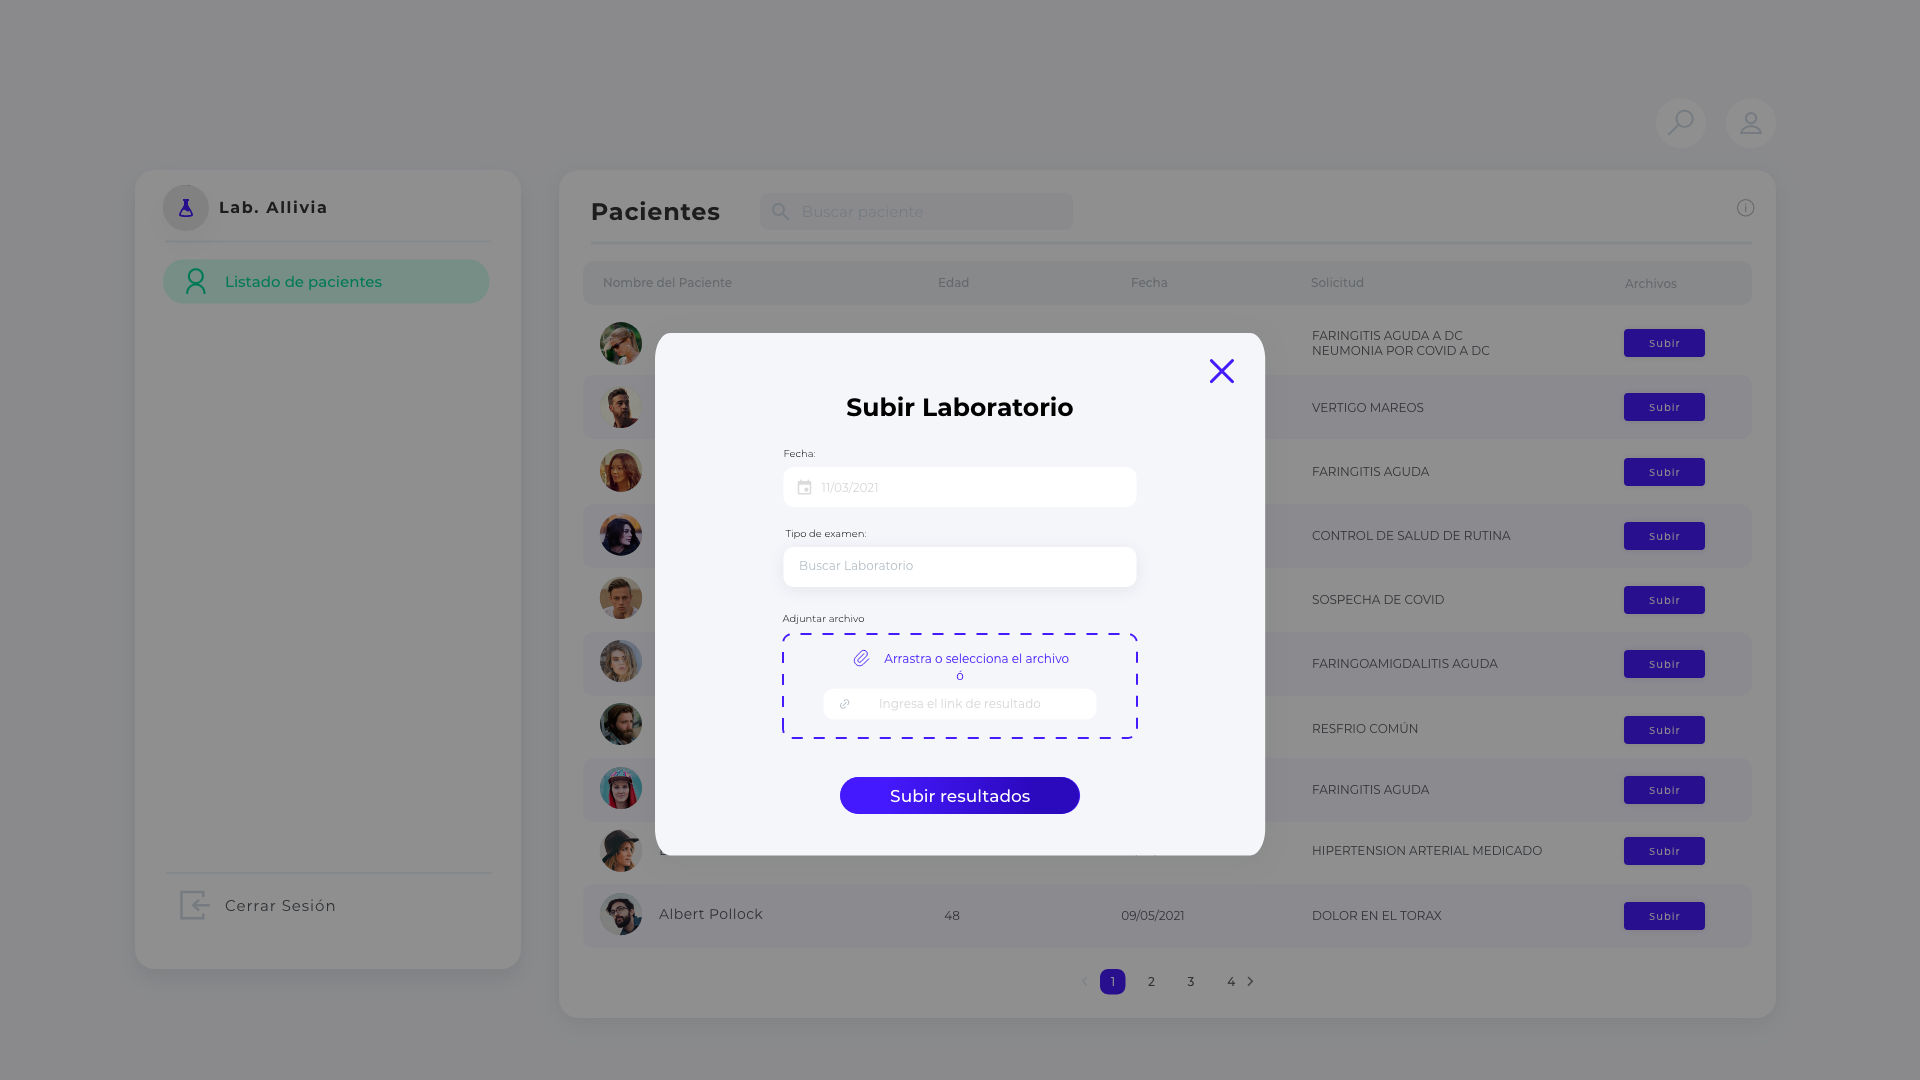 Lab. Allivia
Listado de pacientes
Cerrar Sesión
Pacientes
Buscar paciente
Nombre del Paciente Edad Fecha Solicitud Archivos
FARINGITIS AGUDA A DC
NEUMONIA POR COVID A DC
Subir
VERTIGO MAREOS Subir
FARINGITIS AGUDA Subir
CONTROL DE SALUD DE RUTINA Subir
SOSPECHA DE COVID Subir
FARINGOAMIGDALITIS AGUDA Subir
RESFRIO COMÚN Subir
FARINGITIS AGUDA Subir
HIPERTENSION ARTERIAL MEDICADO Subir
Albert Pollock 48 09/05/2021 DOLOR EN EL TORAX Subir
1 2 3 4
Subir Laboratorio
Fecha:
11/03/2021
Tipo de examen:
Buscar Laboratorio
Adjuntar archivo
Arrastra o selecciona el archivo
ó
Ingresa el link de resultado
Subir resultados